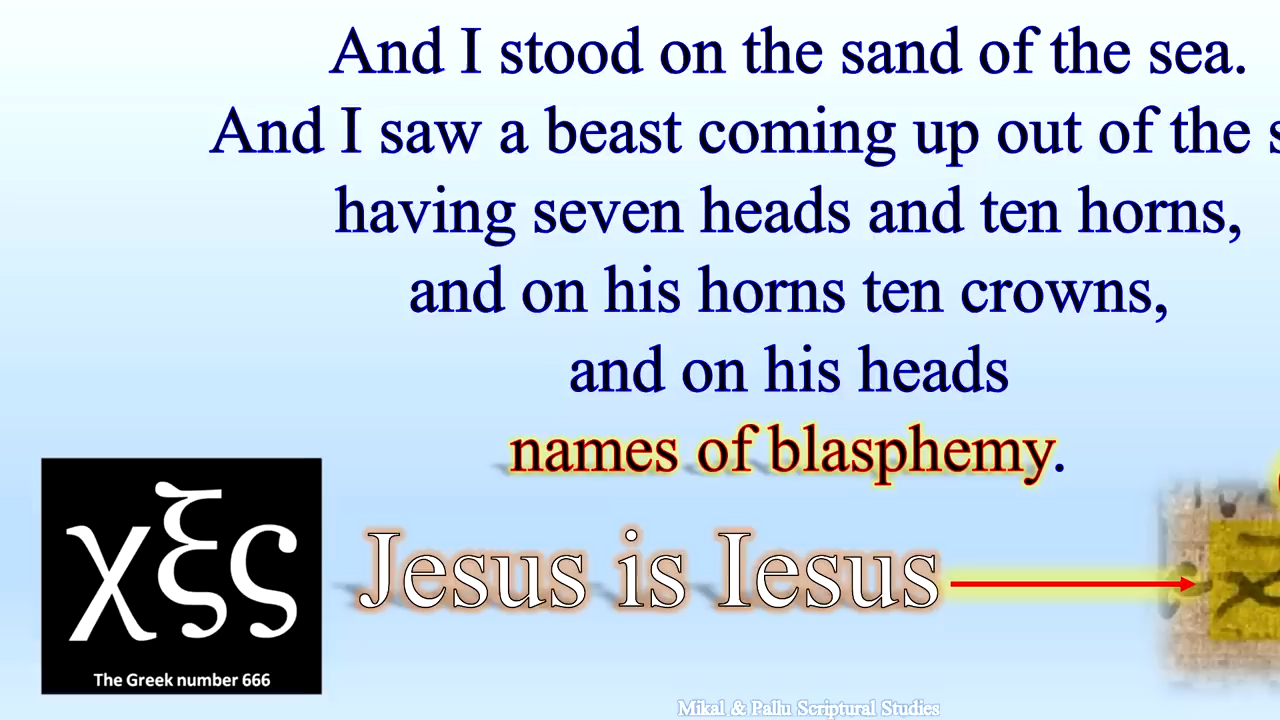 And I stood on the sand of the sea.
And I saw a beast coming up out of the
having seven heads and ten horns,
and on his horns ten crowns,
and on his heads
names of blasphemy.
χξς
The Greek number 666
Jesus is Iesus
Mikal & Pallu Scriptural Studies